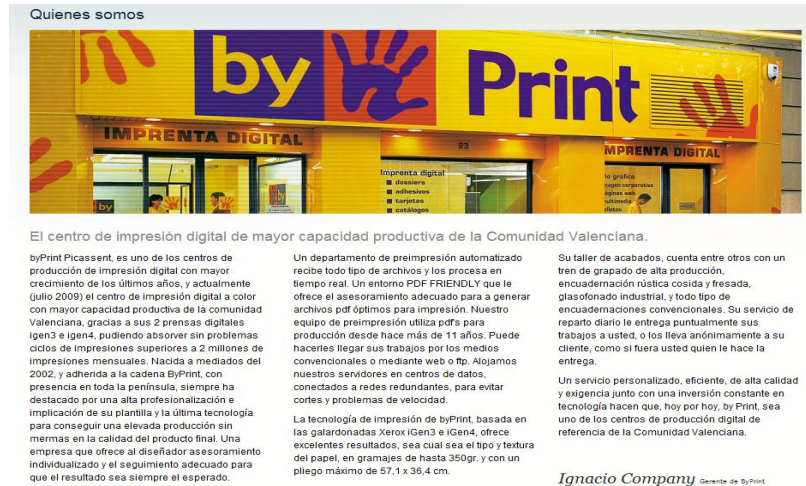 Quienes somos
by Print
IMPRENTA DIGITAL
23
MPRENTA DIGITAL
Imprenta digital
dossiers
adhesivos
tarjetas
catálogos
by
El centro de impresión digital de mayor capacidad productiva de la Comunidad Valenciana.
byPrint Picassent, es uno de los centros de
producción de impresión digital con mayor
crecimiento de los últimos años, y actualmente
(julio 2009) el centro de impresión digital a color
con mayor capacidad productiva de la comunidad
Valenciana, gracias a sus 2 prensas digitales
igen3 e igen4, pudiendo absorver sin problemas
ciclos de impresiones superiores a 2 millones de
impresiones mensuales. Nacida a mediados del
2002, y adherida a la cadena ByPrint, con
presencia en toda la península, siempre ha
destacado por una alta profesionalización e
implicación de su plantilla y la última tecnología
para conseguir una elevada producción sin
mermas en la calidad del producto final. Una
empresa que ofrece al diseñador asesoramiento
individualizado y el seguimiento adecuado para
que el resultado sea siempre el esperado.
Un departamento de preimpresión automatizado
recibe todo tipo de archivos y los procesa en
tiempo real. Un entorno PDF FRIENDLY que le
ofrece el asesoramiento adecuado para a generar
archivos pdf óptimos para impresión. Nuestro
equipo de preimpresión utiliza pdf's para
producción desde hace más de 11 años. Puede
hacerles llegar sus trabajos por los medios
convencionales o mediante web o ftp. Alojamos
nuestros servidores en centros de datos,
conectados a redes redundantes, para evitar
cortes y problemas de velocidad.
La tecnología de impresión de byPrint, basada en
las galardonadas Xerox iGen3 e IGen4, ofrece
excelentes resultados, sea cual sea el tipo y textura
del papel, en gramajes de hasta 350gr. y con un
pliego máximo de 57,1 x 36,4 cm.
Su taller de acabados, cuenta entre otros con un
tren de grapado de alta producción,
encuadernación rústica cosida y fresada,
glasofonado industrial, y todo tipo de
encuadernaciones convencionales. Su servicio de
reparto diario le entrega puntualmente sus
trabajos a usted, o los lleva anónimamente a su
cliente, como si fuera usted quien le hace la
entrega.
Un servicio personalizado, eficiente, de alta calidad
y exigencia junto con una inversión constante en
tecnología hacen que, hoy por hoy, by Print, sea
uno de los centros de producción digital de
referencia de la Comunidad Valenciana.
Ignacio Company Gerente de ByPrint